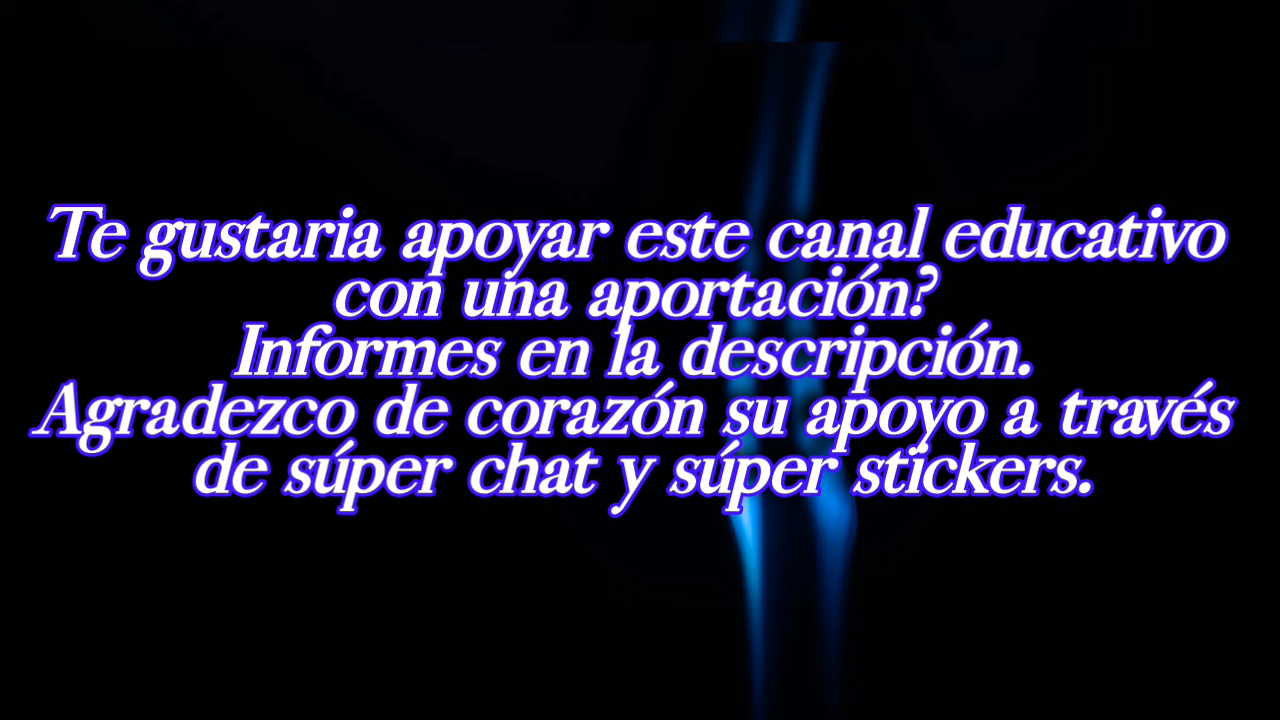 Te gustaria apoyar este canal educativo
con una aportación?
Informes en la descripción.
Agradezco de corazón su apoyo a través
de súper chat y súper stickers.